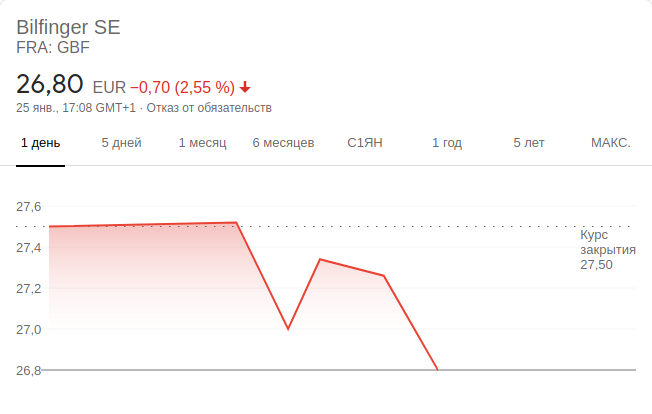 Bilfinger SE
FRA: GBF
26,80 EUR −0,70 (2,55 %)
25 янв., 17:08 GMT+1 · Отказ от обязательств
1 день 5 дней 1 месяц 6 месяцев С1ЯН 1 год 5 лет МАКС.
27,6
27,4
27,2
27,0
26,8
Курс
закрытия
27,50